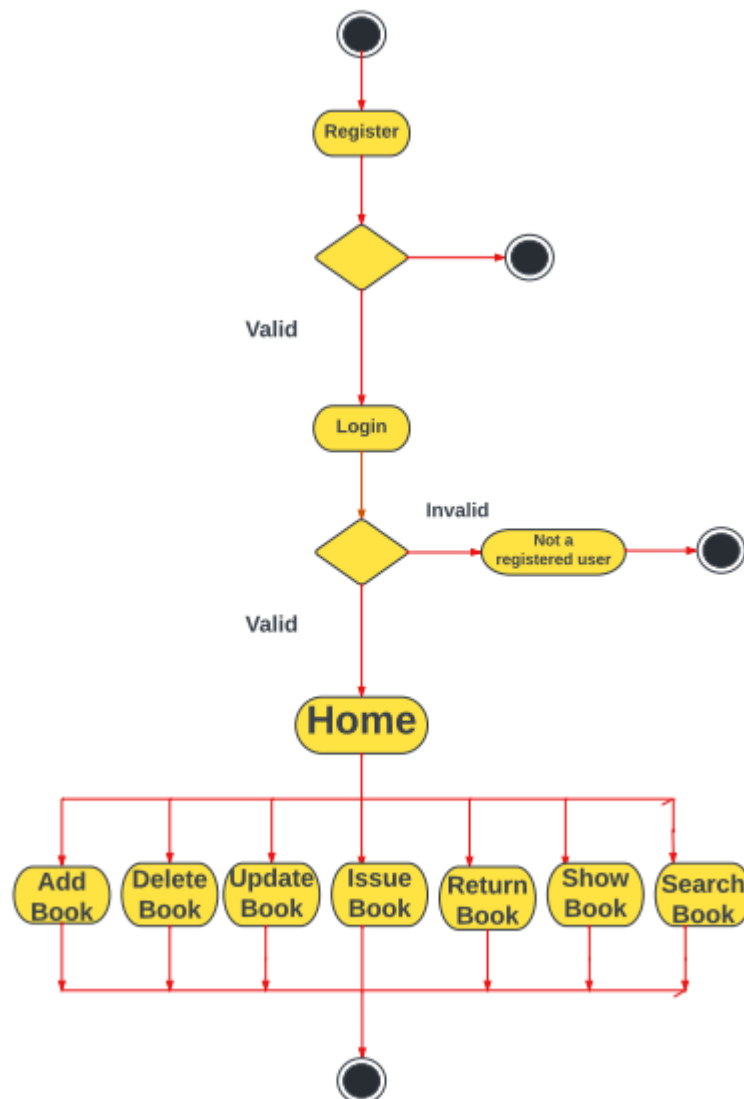 Register
Valid
Login
Invalid
Not a
registered user
Valid
Home
Add
Book
Delete
Book
Update
Book
Issue
Book
Return
Book
Show
Book
Search
Book